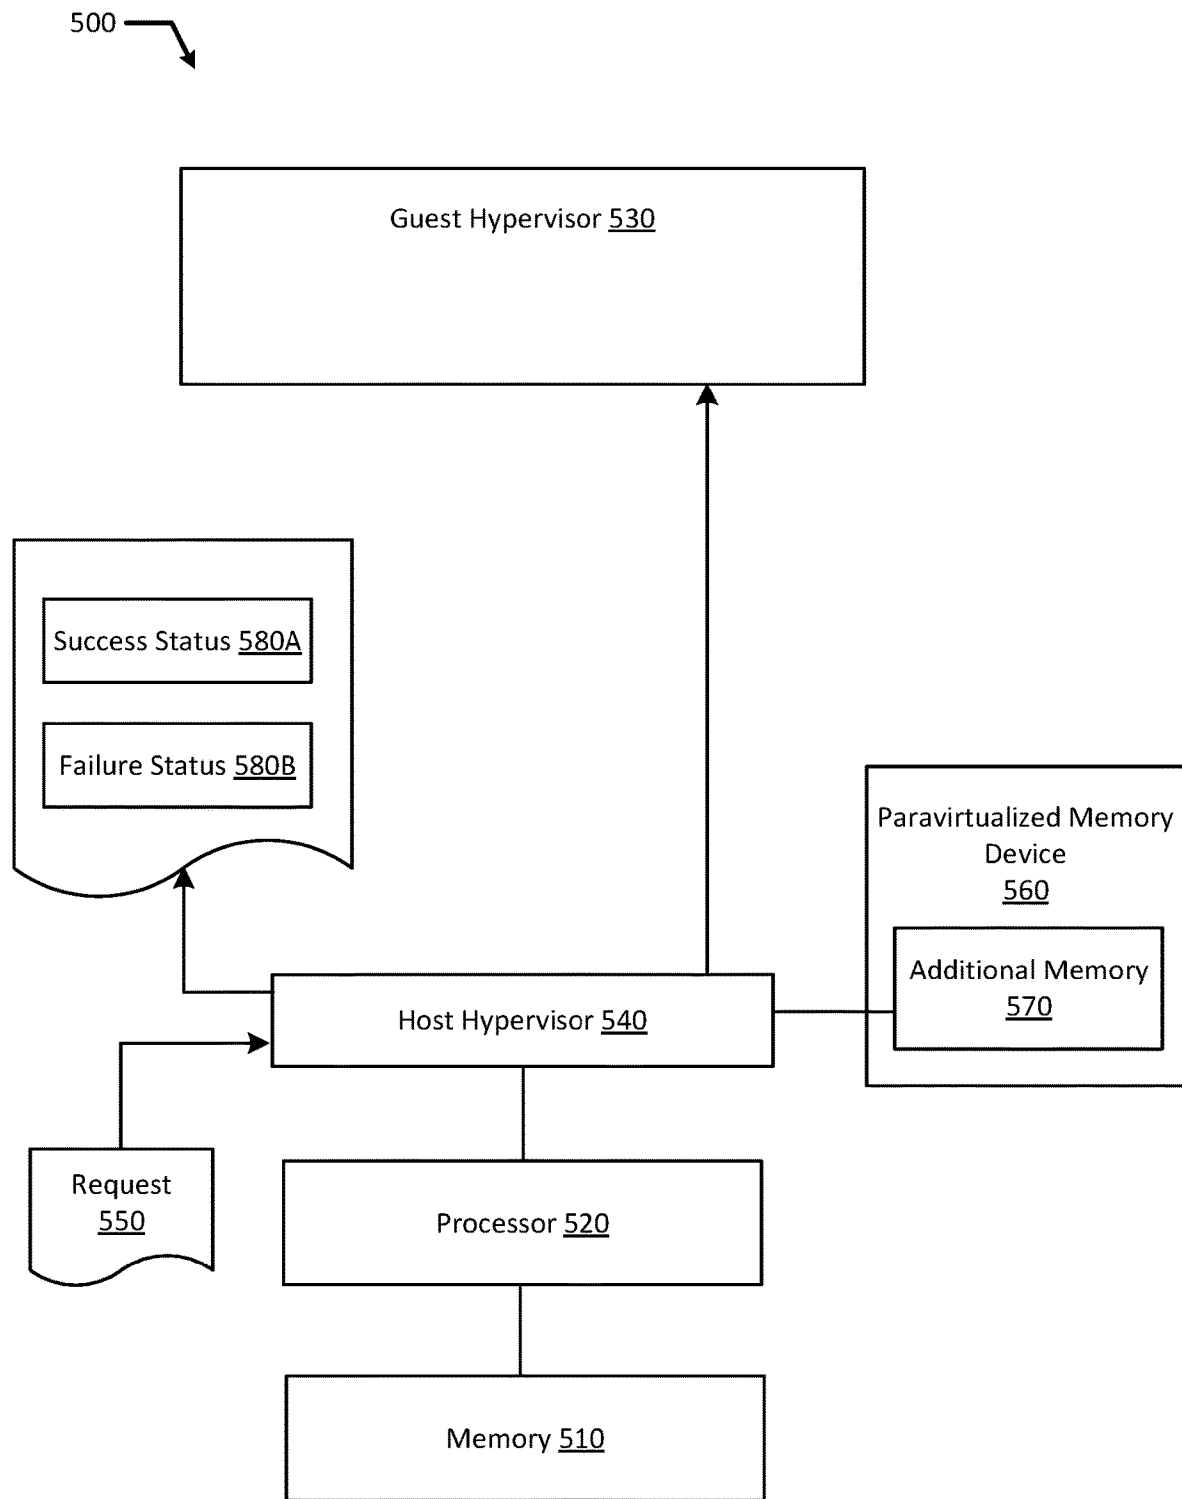 500
Guest Hypervisor 530
Success Status 580A
Failure Status 580B
Paravirtualized Memory
Device
560
Additional Memory
570
Host Hypervisor 540
Request
550
Processor 520
Memory 510